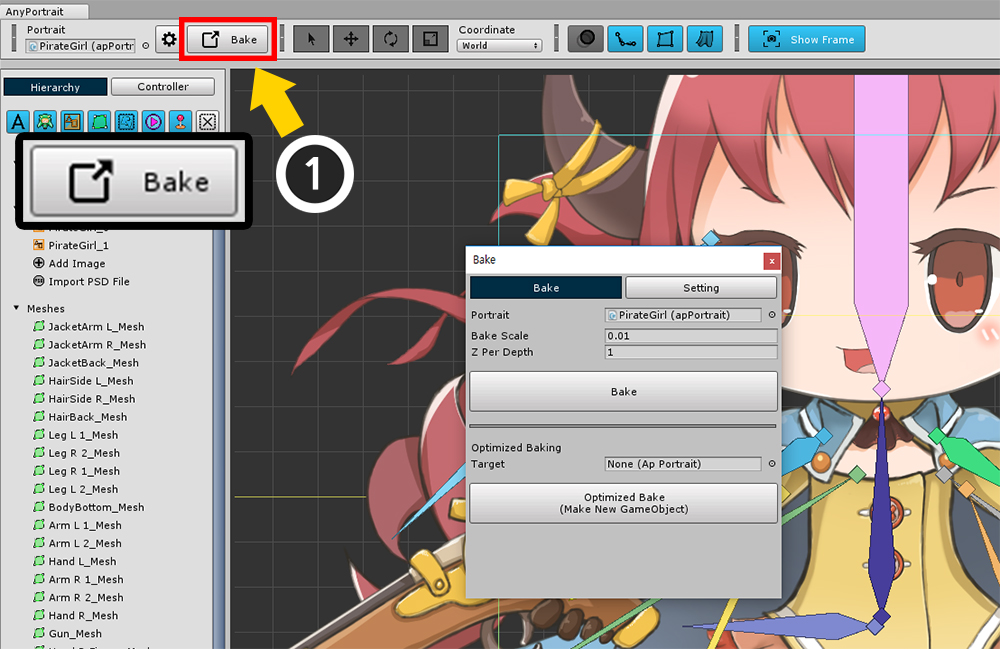 AnyPortrait
Portrait
PirateGirl (apPortr
Bake
Coordinate
World
Show Frame
Hierarchy
Controller
A
Bake
1
PirateGirl_1
Add Image
Import PSD File
Meshes
JacketArm L_Mesh
JacketArm R_Mesh
JacketBack_Mesh
HairSide L_Mesh
HairSide R_Mesh
HairBack_Mesh
Leg L 1_Mesh
Leg R 2_Mesh
Leg R 1_Mesh
Leg L 2_Mesh
BodyBottom_Mesh
Arm L 1_Mesh
Arm L 2_Mesh
Hand L_Mesh
Arm R 1_Mesh
Arm R 2_Mesh
Hand R_Mesh
Gun_Mesh
Bake
x
Bake
Setting
Portrait
PirateGirl (apPortrait)
Bake Scale
0.01
Z Per Depth
1
Bake
Optimized Baking
Target
None (Ap Portrait)
Optimized Bake
(Make New GameObject)